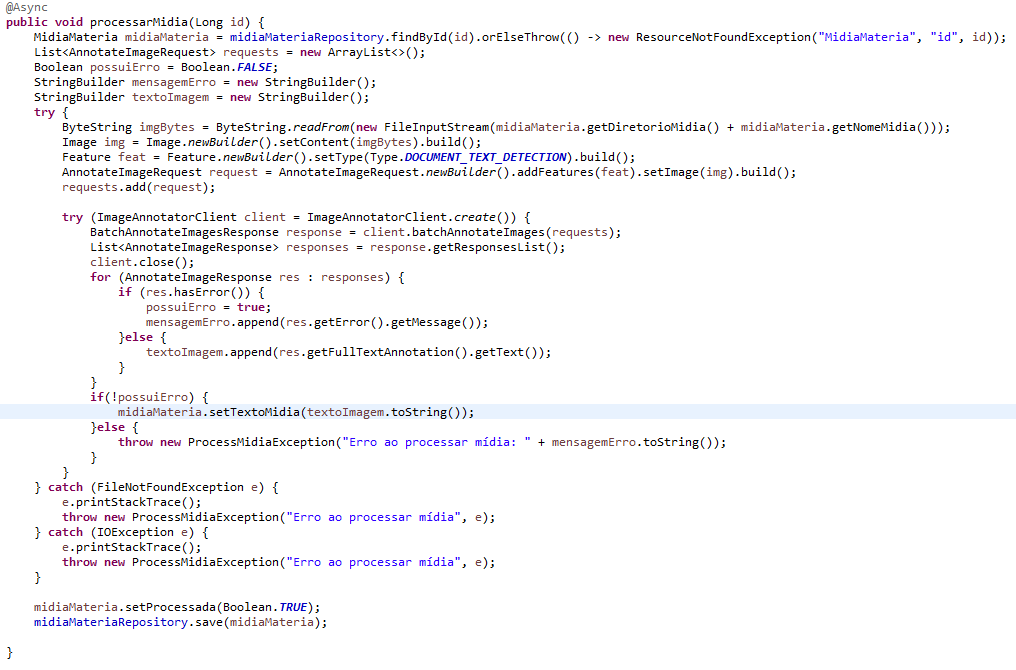 @Async
public void processarMidia(Long id) {
    MidiaMateria midiaMateria = midiaMateriaRepository.findById(id).orElseThrow(() -> new ResourceNotFoundException("MidiaMateria", "id", id));
    List<AnnotateImageRequest> requests = new ArrayList<>();
    Boolean possuiErro = Boolean.FALSE;
    StringBuilder mensagemErro = new StringBuilder();
    StringBuilder textoImagem = new StringBuilder();
    try {
        ByteString imgBytes = ByteString.readFrom(new FileInputStream(midiaMateria.getDiretorioMidia() + midiaMateria.getNomeMidia()));
        Image img = Image.newBuilder().setContent(imgBytes).build();
        Feature feat = Feature.newBuilder().setType(Type.DOCUMENT_TEXT_DETECTION).build();
        AnnotateImageRequest request = AnnotateImageRequest.newBuilder().addFeatures(feat).setImage(img).build();
        requests.add(request);

        try (ImageAnnotatorClient client = ImageAnnotatorClient.create()) {
            BatchAnnotateImagesResponse response = client.batchAnnotateImages(requests);
            List<AnnotateImageResponse> responses = response.getResponsesList();
            client.close();
            for (AnnotateImageResponse res : responses) {
                if (res.hasError()) {
                    possuiErro = true;
                    mensagemErro.append(res.getError().getMessage());
                }else {
                    textoImagem.append(res.getFullTextAnnotation().getText());
                }
            }
            if(!possuiErro) {
                midiaMateria.setTextoMidia(textoImagem.toString());
            }else {
                throw new ProcessMidiaException("Erro ao processar mídia: " + mensagemErro.toString());
            }
        }
    } catch (FileNotFoundException e) {
        e.printStackTrace();
        throw new ProcessMidiaException("Erro ao processar mídia", e);
    } catch (IOException e) {
        e.printStackTrace();
        throw new ProcessMidiaException("Erro ao processar mídia", e);
    }

    midiaMateria.setProcessada(Boolean.TRUE);
    midiaMateriaRepository.save(midiaMateria);

}